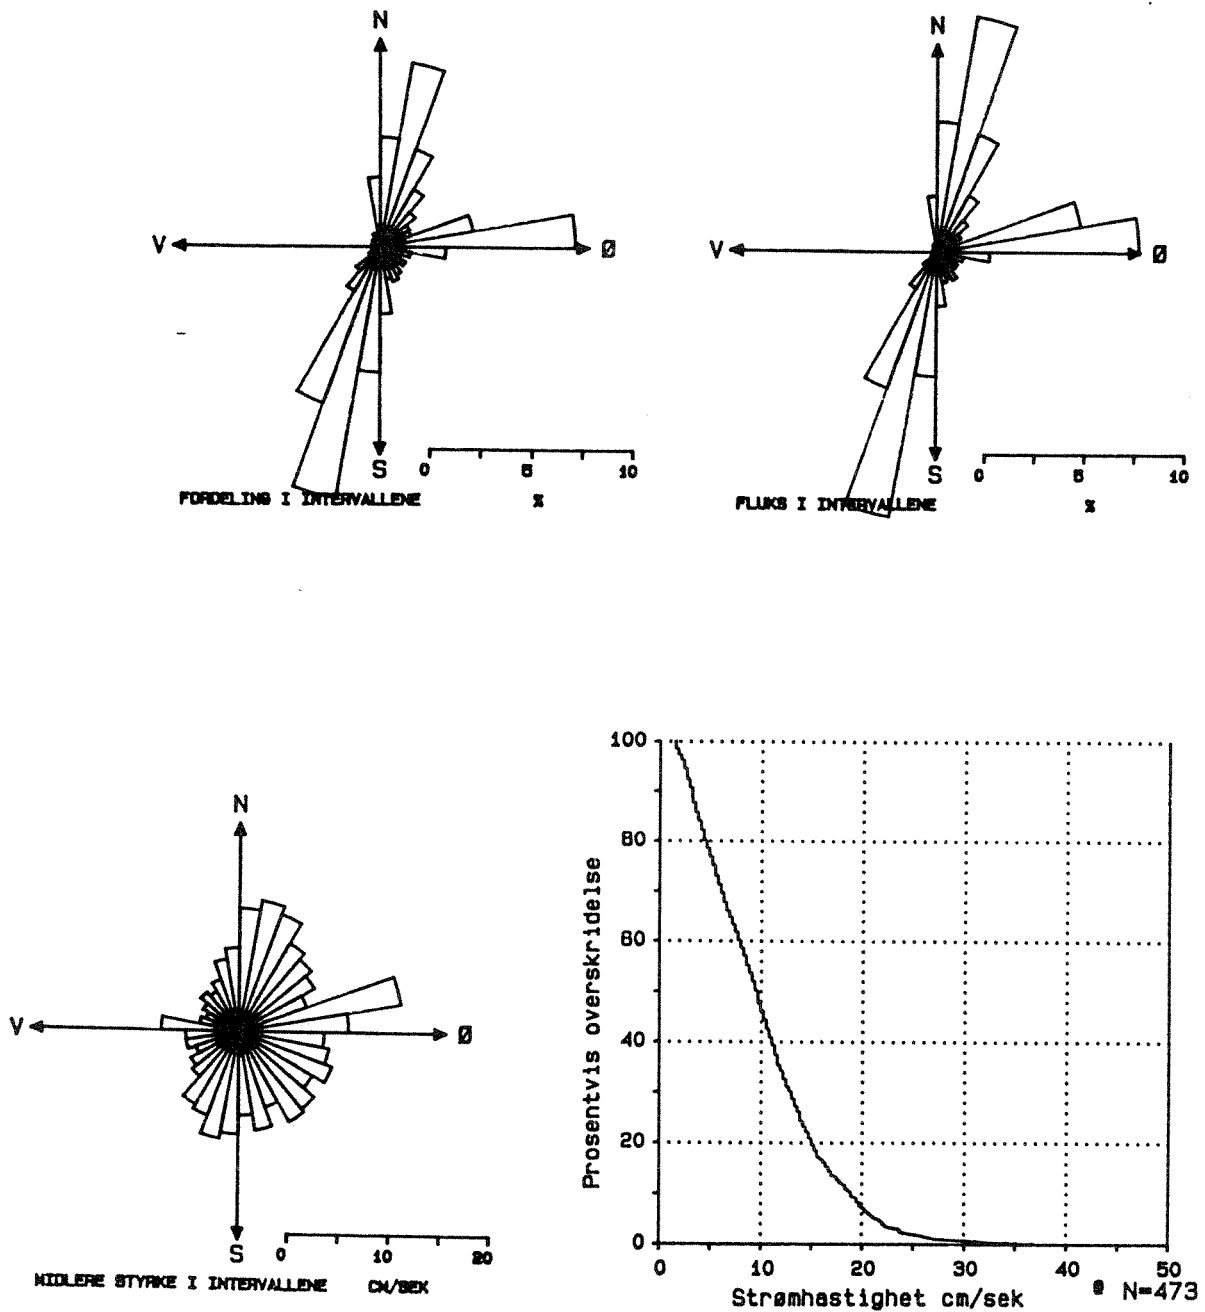 N
V Ø
S
0 5 10
FORDELING I INTERVALLENE %
N
V Ø
S
0 5 10
FLUKS I INTERVALLENE %
N
V Ø
S
0 10 20
MIDLERE STYRKE I INTERVALLENE CM/SEK
Prosentvis overskridelse
100
80
60
40
20
0
0 10 20 30 40 50
Strømhastighet cm/sek N=473